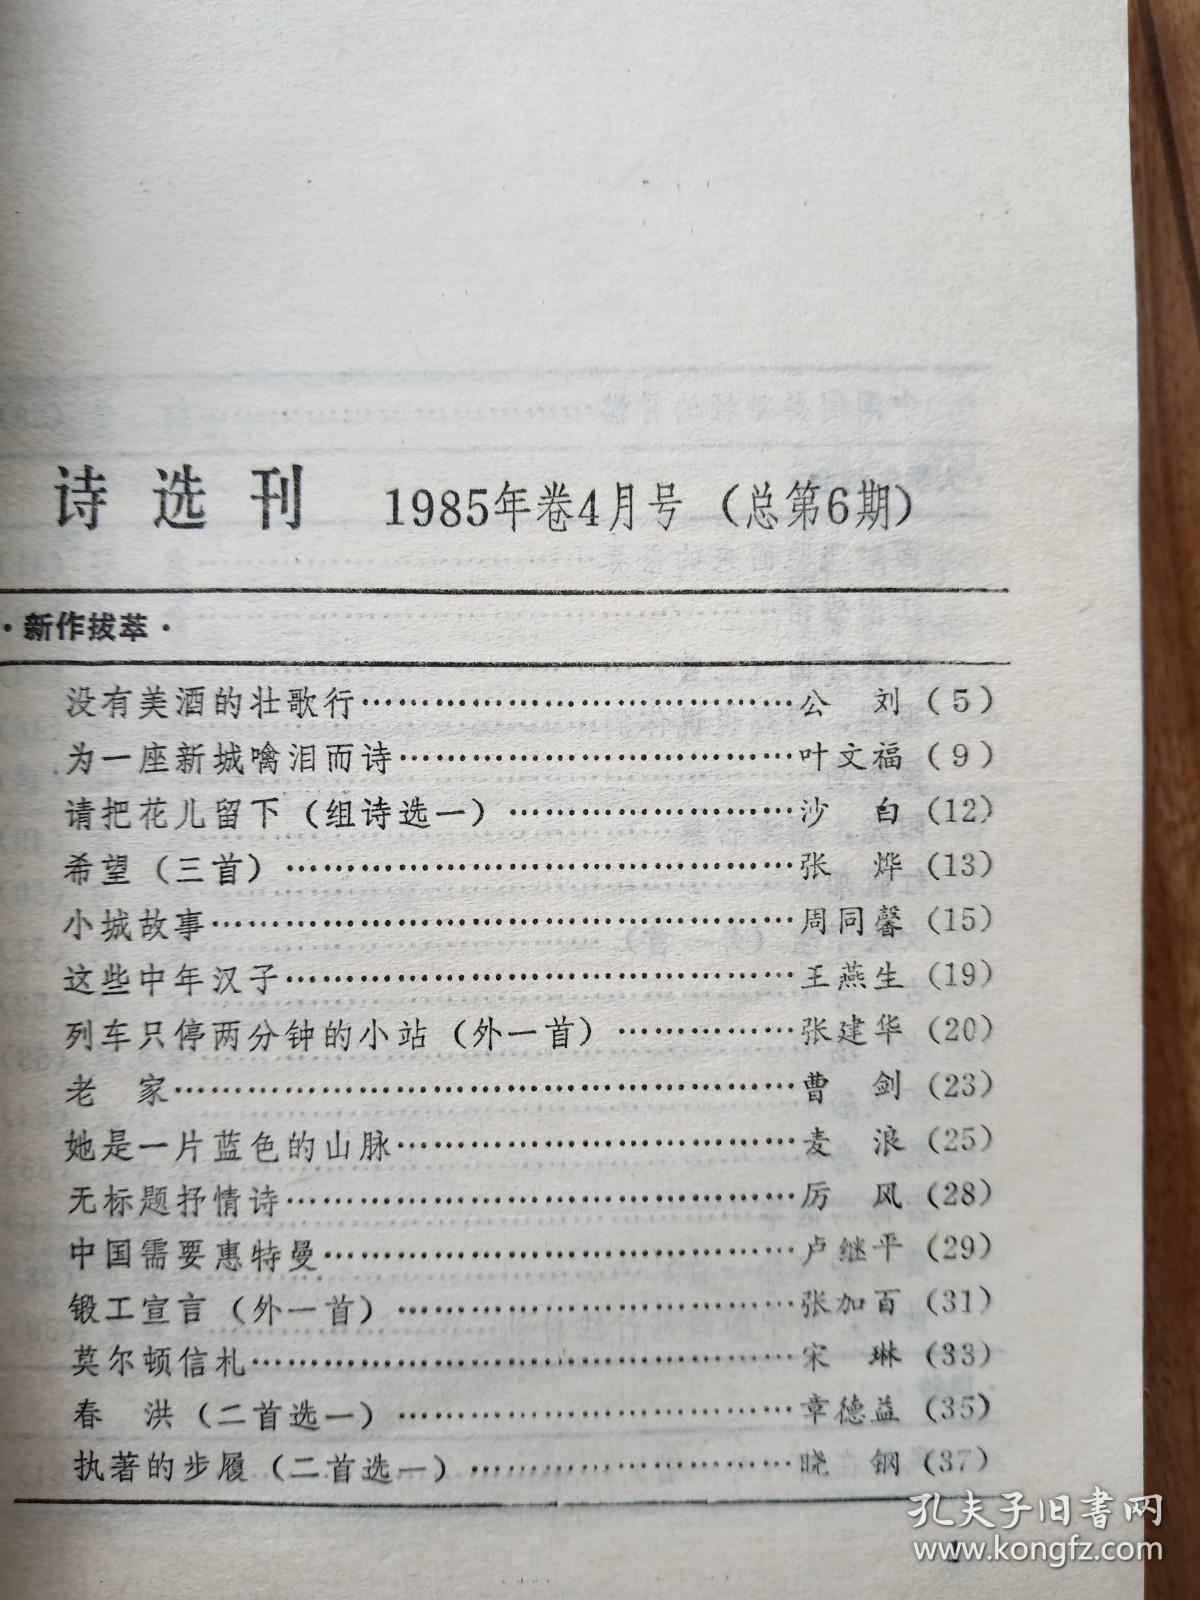 诗选刊 1985年卷4月号（总第6期）
·新作拔萃·
没有美酒的壮歌行……………………………………公 刘（5）
为一座新城噙泪而诗…………………………………叶文福（9）
请把花儿留下（组诗选一）…………………………沙 白（12）
希望（三首）…………………………………………张 烨（13）
小城故事………………………………………………周同馨（15）
这些中年汉子…………………………………………王燕生（19）
列车只停两分钟的小站（外一首）…………………张建华（20）
老 家…………………………………………………曹 剑（23）
她是一片蓝色的山脉…………………………………麦 浪（25）
无标题抒情诗…………………………………………厉 风（28）
中国需要惠特曼………………………………………卢继平（29）
锻工宣言（外一首）…………………………………张加百（31）
莫尔顿信札……………………………………………宋 琳（33）
春 洪（二首选一）…………………………………章德益（35）
执著的步履（二首选一）……………………………晓 钢（37）
1
孔夫子旧书网
www.kongfz.com